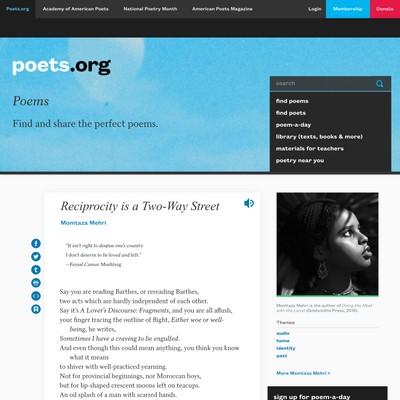 Poets.org
Academy of American Poets
National Poetry Month
American Poets Magazine
Login
Membership
Donate
poets.org
search
Poems
Find and share the perfect poems.
find poems
find poets
poem-a-day
library (texts, books & more)
materials for teachers
poetry near you
Reciprocity is a Two-Way Street
Momtaza Mehri
"It isn't right to despise one's country
I don't deserve to be loved and left."
—Faysal Cumar Mushteeg
Say you are reading Barthes, or rereading Barthes,
two acts which are hardly independent of each other.
Say it's A Lover's Discourse: Fragments, and you are all aflush,
your finger tracing the outline of flight, Either woe or well-
being, he writes,
Sometimes I have a craving to be engulfed.
And even though this could mean anything, you think you know
what it means
to shiver with well-practiced yearning.
Not for provincial beginnings, nor Moroccan boys,
but for lip-shaped crescent moons left on teacups.
An oil splash of a man with scarred hands.
Momtaza Mehri is the author of Doing the Most
with the Least (Goldsmiths Press, 2019).
Themes
audio
home
identity
past
More Momtaza Mehri >
sign up for poem-a-day